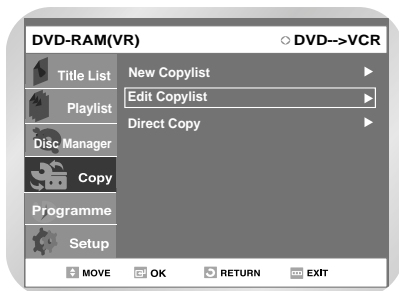 DVD-RAM(VR) DVD-->VCR
Title List New Copylist
Playlist Edit Copylist
Disc Manager Direct Copy
Copy
Programme
Setup
MOVE OK RETURN EXIT